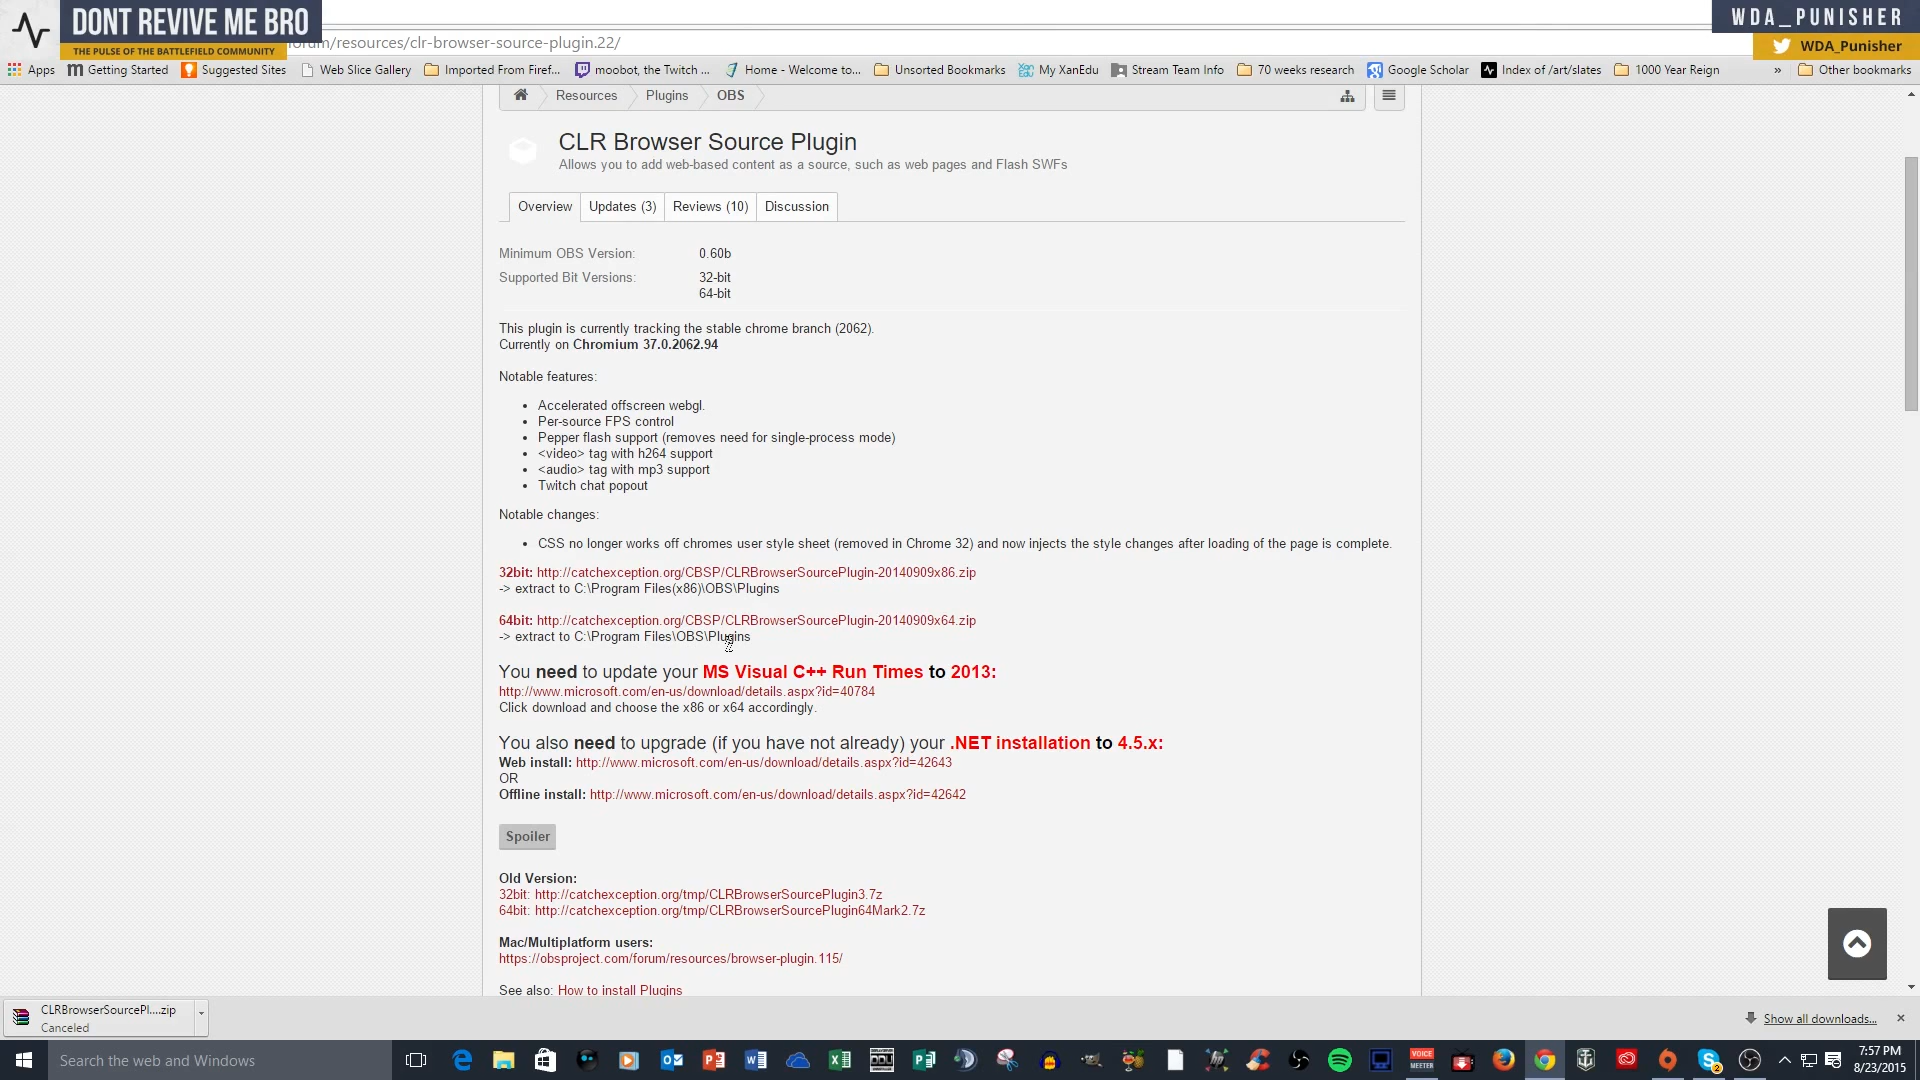 DONT REVIVE ME BRO
THE PULSE OF THE BATTLEFIELD COMMUNITY
WDA_PUNISHER
WDA_Punisher
/resources/clr-browser-source-plugin.22/
Apps Getting Started Suggested Sites Web Slice Gallery Imported From Firef... moobot, the Twitch ... Home - Welcome to... Unsorted Bookmarks My XanEdu Stream Team Info 70 weeks research Google Scholar Index of /art/slates 1000 Year Reign » Other bookmarks
Resources Plugins OBS
CLR Browser Source Plugin
Allows you to add web-based content as a source, such as web pages and Flash SWFs
Overview Updates (3) Reviews (10) Discussion
Minimum OBS Version: 0.60b
Supported Bit Versions: 32-bit
64-bit
This plugin is currently tracking the stable chrome branch (2062).
Currently on Chromium 37.0.2062.94
Notable features:
• Accelerated offscreen webgl.
• Per-source FPS control
• Pepper flash support (removes need for single-process mode)
• <video> tag with h264 support
• <audio> tag with mp3 support
• Twitch chat popout
Notable changes:
• CSS no longer works off chromes user style sheet (removed in Chrome 32) and now injects the style changes after loading of the page is complete.
32bit: http://catchexception.org/CBSP/CLRBrowserSourcePlugin-20140909x86.zip
-> extract to C:\Program Files(x86)\OBS\Plugins
64bit: http://catchexception.org/CBSP/CLRBrowserSourcePlugin-20140909x64.zip
-> extract to C:\Program Files\OBS\Plugins
You need to update your MS Visual C++ Run Times to 2013:
http://www.microsoft.com/en-us/download/details.aspx?id=40784
Click download and choose the x86 or x64 accordingly.
You also need to upgrade (if you have not already) your .NET installation to 4.5.x:
Web install: http://www.microsoft.com/en-us/download/details.aspx?id=42643
OR
Offline install: http://www.microsoft.com/en-us/download/details.aspx?id=42642
Spoiler
Old Version:
32bit: http://catchexception.org/tmp/CLRBrowserSourcePlugin3.7z
64bit: http://catchexception.org/tmp/CLRBrowserSourcePlugin64Mark2.7z
Mac/Multiplatform users:
https://obsproject.com/forum/resources/browser-plugin.115/
See also: How to install Plugins
CLRBrowserSourcePl....zip
Canceled
Show all downloads...
Search the web and Windows
VOICE MEETER
2
7:57 PM
8/23/2015